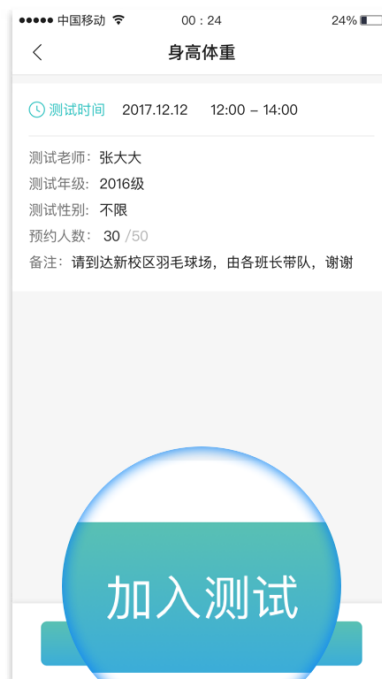 中国移动 00：24 24%
身高体重
测试时间 2017.12.12 12:00 – 14:00
测试老师：张大大
测试年级：2016级
测试性别：不限
预约人数：30 /50
备注：请到达新校区羽毛球场，由各班长带队，谢谢
加入测试